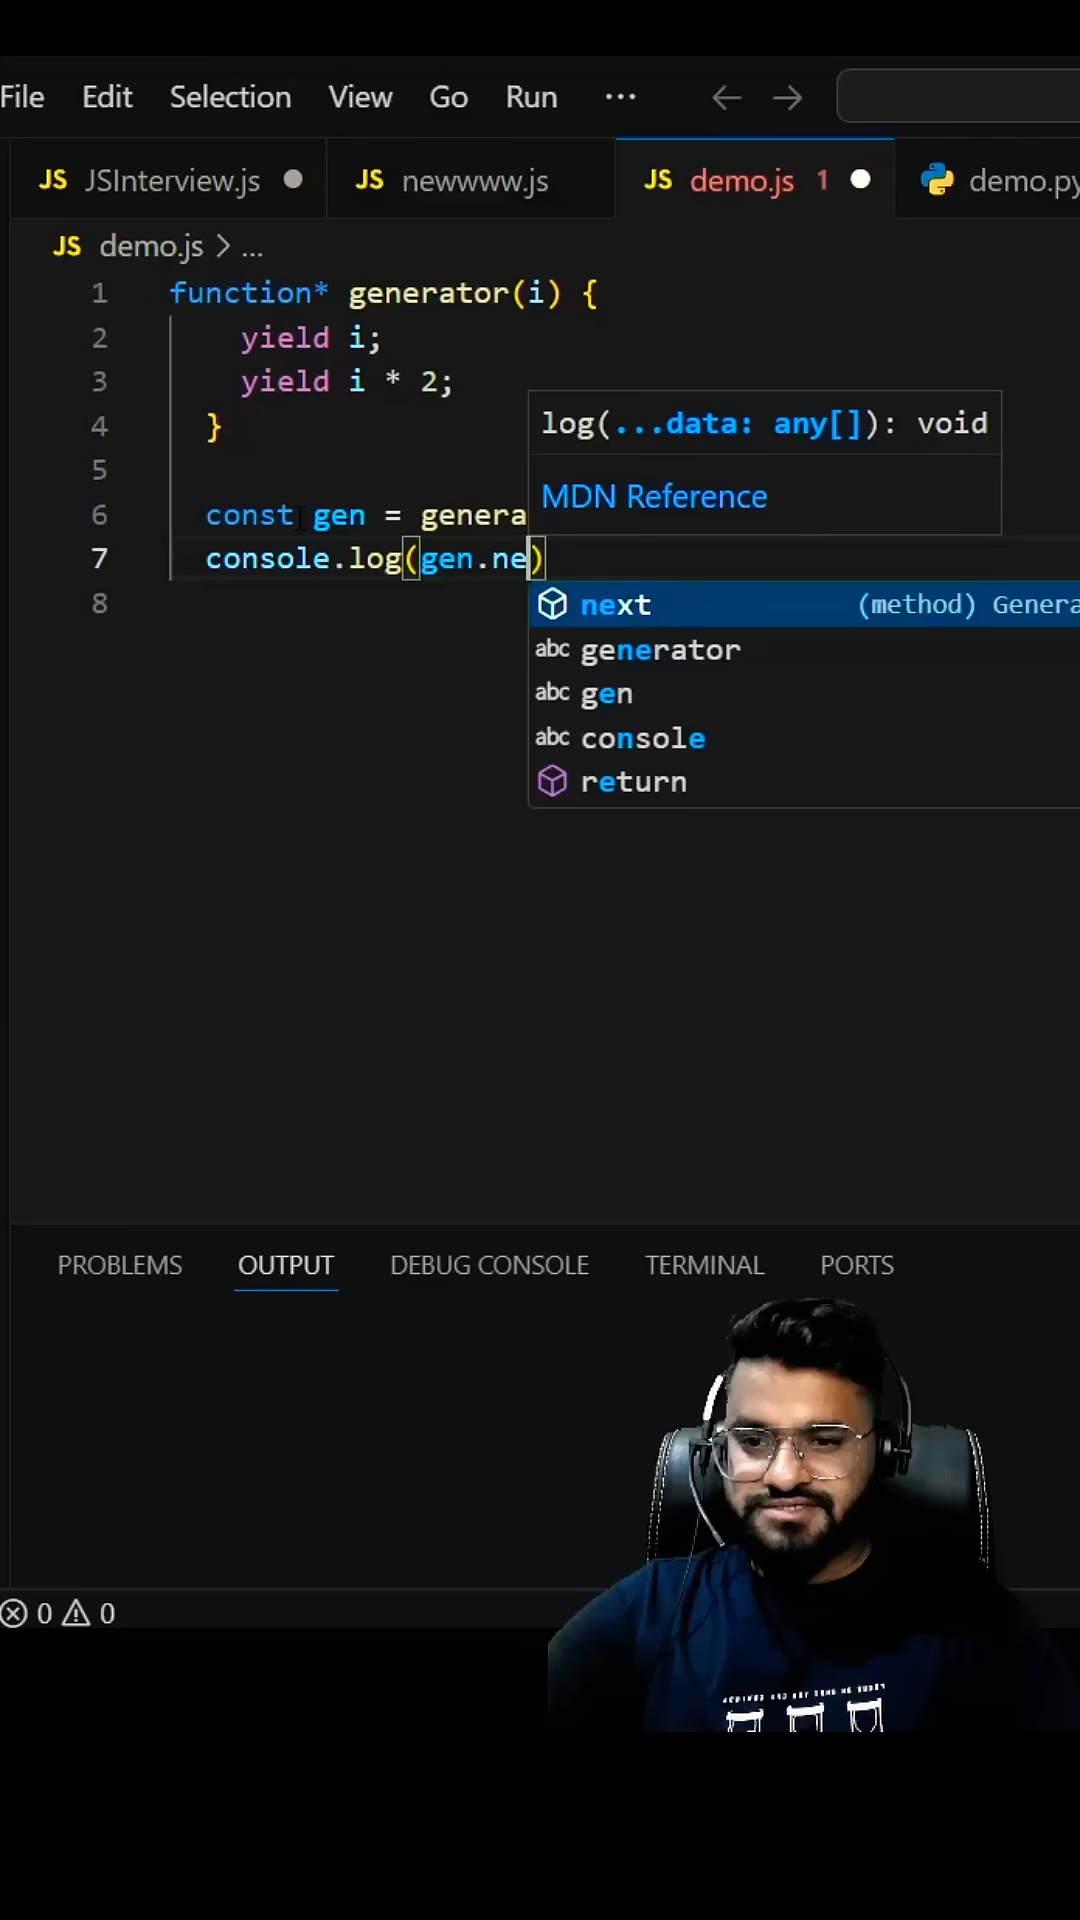 File Edit Selection View Go Run ...
JS JSInterview.js JS newwww.js JS demo.js 1 demo.py
JS demo.js > ...
1 function* generator(i) {
2 yield i;
3 yield i * 2;
4 }
5
6 const gen = genera
7 console.log(gen.ne)
8
log(...data: any[]): void
MDN Reference
next (method) Genera
abc generator
abc gen
abc console
return
PROBLEMS OUTPUT DEBUG CONSOLE TERMINAL PORTS
0 0